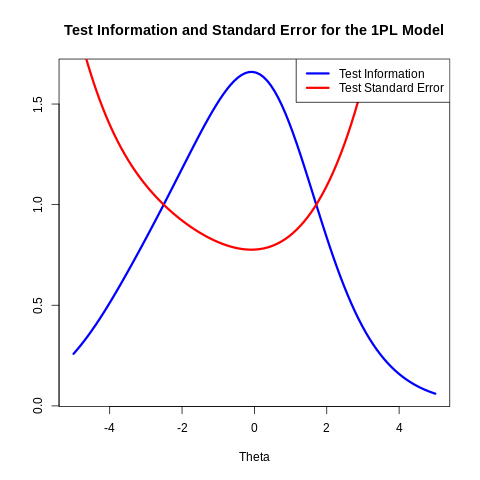 Test Information and Standard Error for the 1PL Model
Test Information
Test Standard Error
1.5
1.0
0.5
0.0
-4 -2 0 2 4
Theta